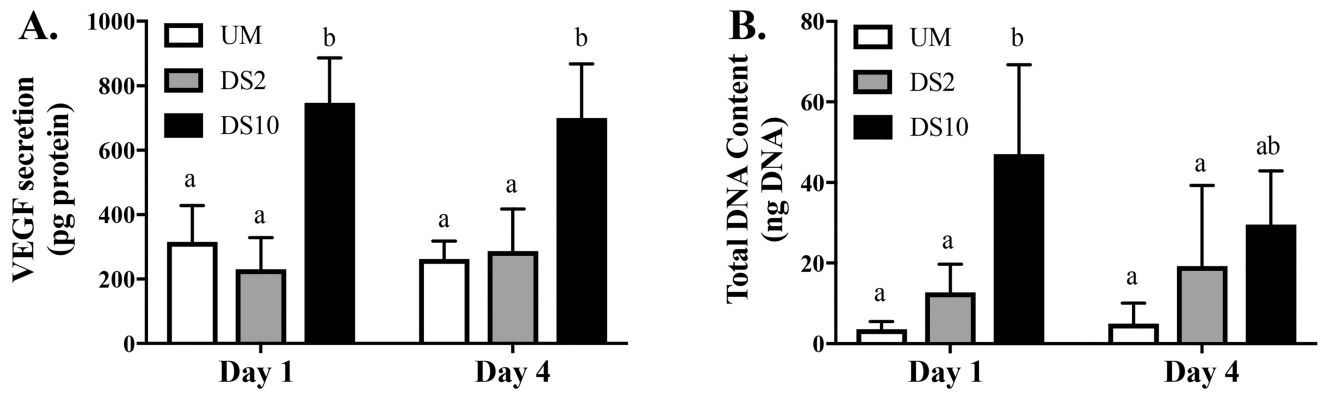 A.
VEGF secretion
(pg protein)
1000
800
600
400
200
0
UM
DS2
DS10
a
a
b
a
a
b
Day 1
Day 4
B.
Total DNA Content
(ng DNA)
80
60
40
20
0
UM
DS2
DS10
a
a
b
a
a
ab
Day 1
Day 4